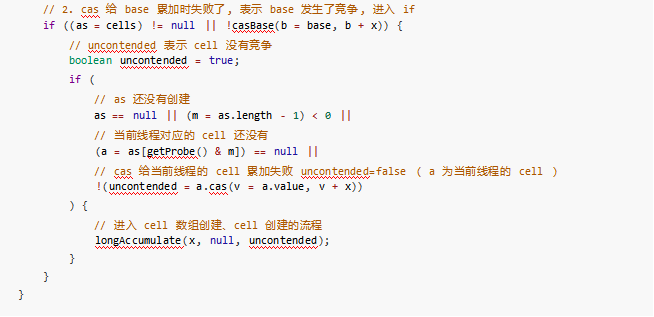 // 2. cas 给 base 累加时失败了, 表示 base 发生了竞争, 进入 if
if ((as = cells) != null || !casBase(b = base, b + x)) {
// uncontended 表示 cell 没有竞争
boolean uncontended = true;
if (
// as 还没有创建
as == null || (m = as.length - 1) < 0 ||
// 当前线程对应的 cell 还没有
(a = as[getProbe() & m]) == null ||
// cas 给当前线程的 cell 累加失败 uncontended=false ( a 为当前线程的 cell )
!(uncontended = a.cas(v = a.value, v + x))
) {
// 进入 cell 数组创建、cell 创建的流程
longAccumulate(x, null, uncontended);
}
}
}